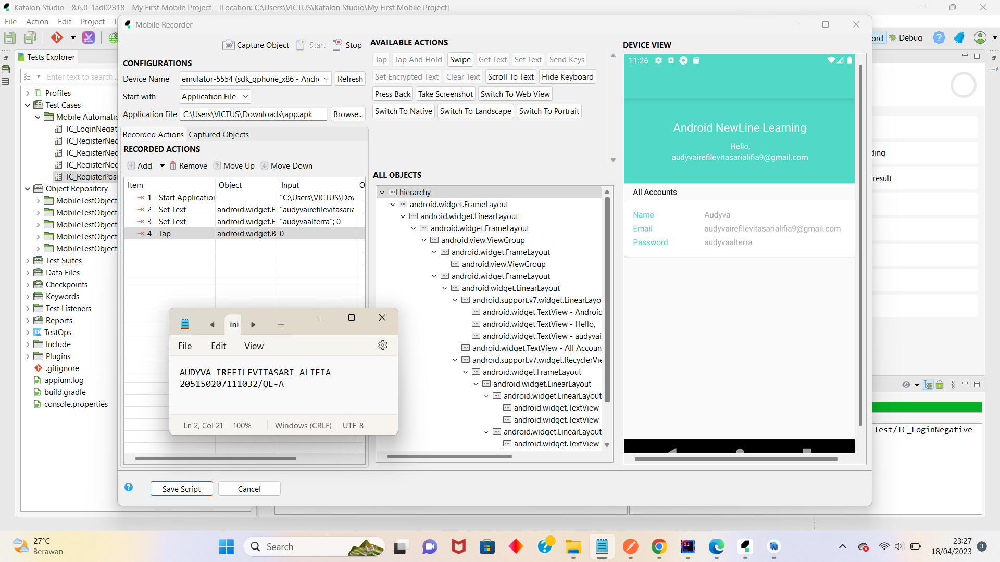 Katalon Studio - 8.6.0-1ad02318 - My First Mobile Project - [Location: C:\Users\VICTUS\Katalon Studio\My First Mobile Project]
File Action Edit Project
Mobile Recorder
Debug
Tests Explorer
Enter text to search...
Profiles
Test Cases
Mobile Automatic
TC_LoginNegat
TC_RegisterNeg
TC_RegisterNeg
TC_RegisterNeg
TC_RegisterPosi
Object Repository
MobileTestObject
MobileTestObject
MobileTestObject
MobileTestObject
MobileTestObject
Test Suites
Data Files
Checkpoints
Keywords
Test Listeners
Reports
TestOps
Include
Plugins
.gitignore
appium.log
build.gradle
console.properties
Capture Object Start Stop
CONFIGURATIONS
Device Name emulator-5554 (sdk_gphone_x86 - Andrc Refresh
Start with Application File
Application File C:\Users\VICTUS\Downloads\app.apk Browse...
Recorded Actions Captured Objects
RECORDED ACTIONS
Add Remove Move Up Move Down
Item Object Input O
1 - Start Application "C:\Users\VICTUS\Dov
2 - Set Text android.widget.E "audyvairefilevitasaria
3 - Set Text android.widget.E "audyvaalterra"; 0
4 - Tap android.widget.B 0
ini
File Edit View
AUDYVA IREFILEVITASARI ALIFIA
205150207111032/QE-A
Ln 2, Col 21 100% Windows (CRLF) UTF-8
Save Script Cancel
AVAILABLE ACTIONS
Tap Tap And Hold Swipe Get Text Set Text Send Keys
Set Encrypted Text Clear Text Scroll To Text Hide Keyboard
Press Back Take Screenshot Switch To Web View
Switch To Native Switch To Landscape Switch To Portrait
ALL OBJECTS
hierarchy
android.widget.FrameLayout
android.widget.LinearLayout
android.widget.FrameLayout
android.view.ViewGroup
android.widget.FrameLayout
android.view.ViewGroup
android.widget.FrameLayout
android.widget.LinearLayout
android.support.v7.widget.LinearLayo
android.widget.TextView - Androic
android.widget.TextView - Hello,
android.widget.TextView - audyvai
android.widget.TextView - All Accoun
android.support.v7.widget.RecyclerVie
android.widget.FrameLayout
android.widget.LinearLayout
android.widget.LinearLayout
android.widget.TextView
android.widget.TextView
android.widget.LinearLayout
android.widget.TextView
DEVICE VIEW
11:26
Android NewLine Learning
Hello,
audyvairefilevitasarialifia9@gmail.com
All Accounts
Name Audyva
Email audyvairefilevitasarialifia9@gmail.com
Password audyvaalterra
ord
ding
result
Test/TC_LoginNegative
27°C
Berawan
Search
23:27
18/04/2023
3